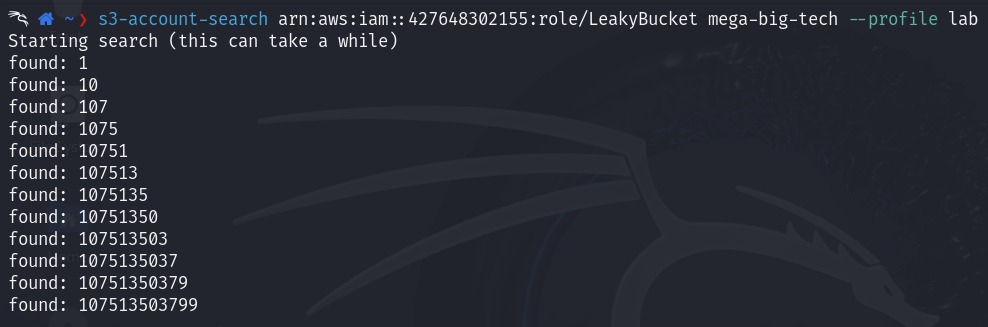 ~ ❯ s3-account-search arn:aws:iam::427648302155:role/LeakyBucket mega-big-tech --profile lab
Starting search (this can take a while)
found: 1
found: 10
found: 107
found: 1075
found: 10751
found: 107513
found: 1075135
found: 10751350
found: 107513503
found: 1075135037
found: 10751350379
found: 107513503799